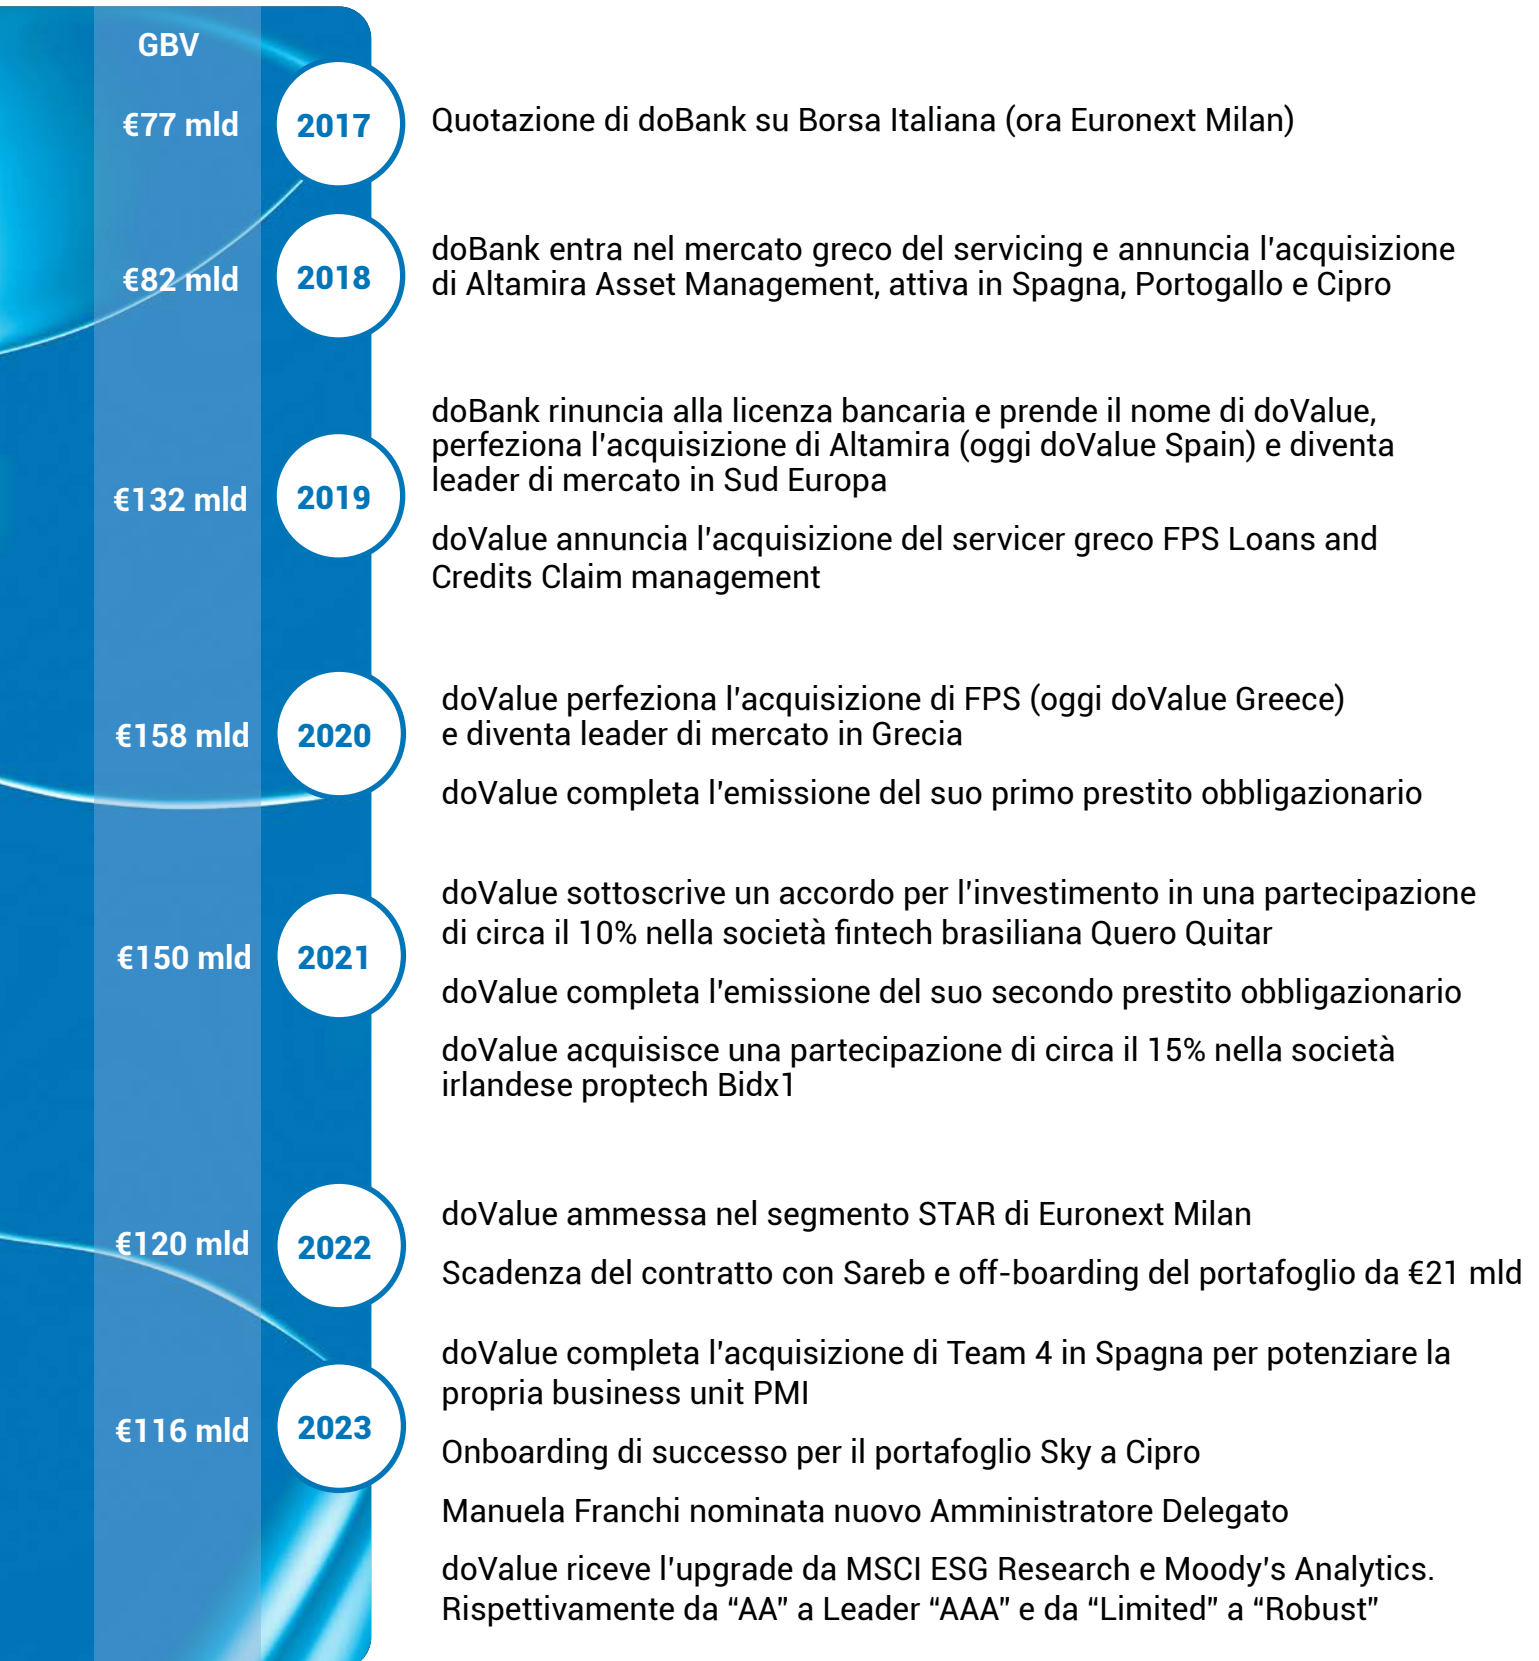 GBV
€77 mld
2017
Quotazione di doBank su Borsa Italiana (ora Euronext Milan)
€82 mld
2018
doBank entra nel mercato greco del servicing e annuncia l'acquisizione
di Altamira Asset Management, attiva in Spagna, Portogallo e Cipro
€132 mld
2019
doBank rinuncia alla licenza bancaria e prende il nome di doValue,
perfeziona l'acquisizione di Altamira (oggi doValue Spain) e diventa
leader di mercato in Sud Europa
doValue annuncia l'acquisizione del servicer greco FPS Loans and
Credits Claim management
€158 mld
2020
doValue perfeziona l'acquisizione di FPS (oggi doValue Greece)
e diventa leader di mercato in Grecia
doValue completa l'emissione del suo primo prestito obbligazionario
€150 mld
2021
doValue sottoscrive un accordo per l'investimento in una partecipazione
di circa il 10% nella società fintech brasiliana Quero Quitar
doValue completa l'emissione del suo secondo prestito obbligazionario
doValue acquisisce una partecipazione di circa il 15% nella società
irlandese proptech Bidx1
€120 mld
2022
doValue ammessa nel segmento STAR di Euronext Milan
Scadenza del contratto con Sareb e off-boarding del portafoglio da €21 mld
€116 mld
2023
doValue completa l'acquisizione di Team 4 in Spagna per potenziare la
propria business unit PMI
Onboarding di successo per il portafoglio Sky a Cipro
Manuela Franchi nominata nuovo Amministratore Delegato
doValue riceve l'upgrade da MSCI ESG Research e Moody's Analytics.
Rispettivamente da “AA” a Leader “AAA” e da “Limited” a “Robust”